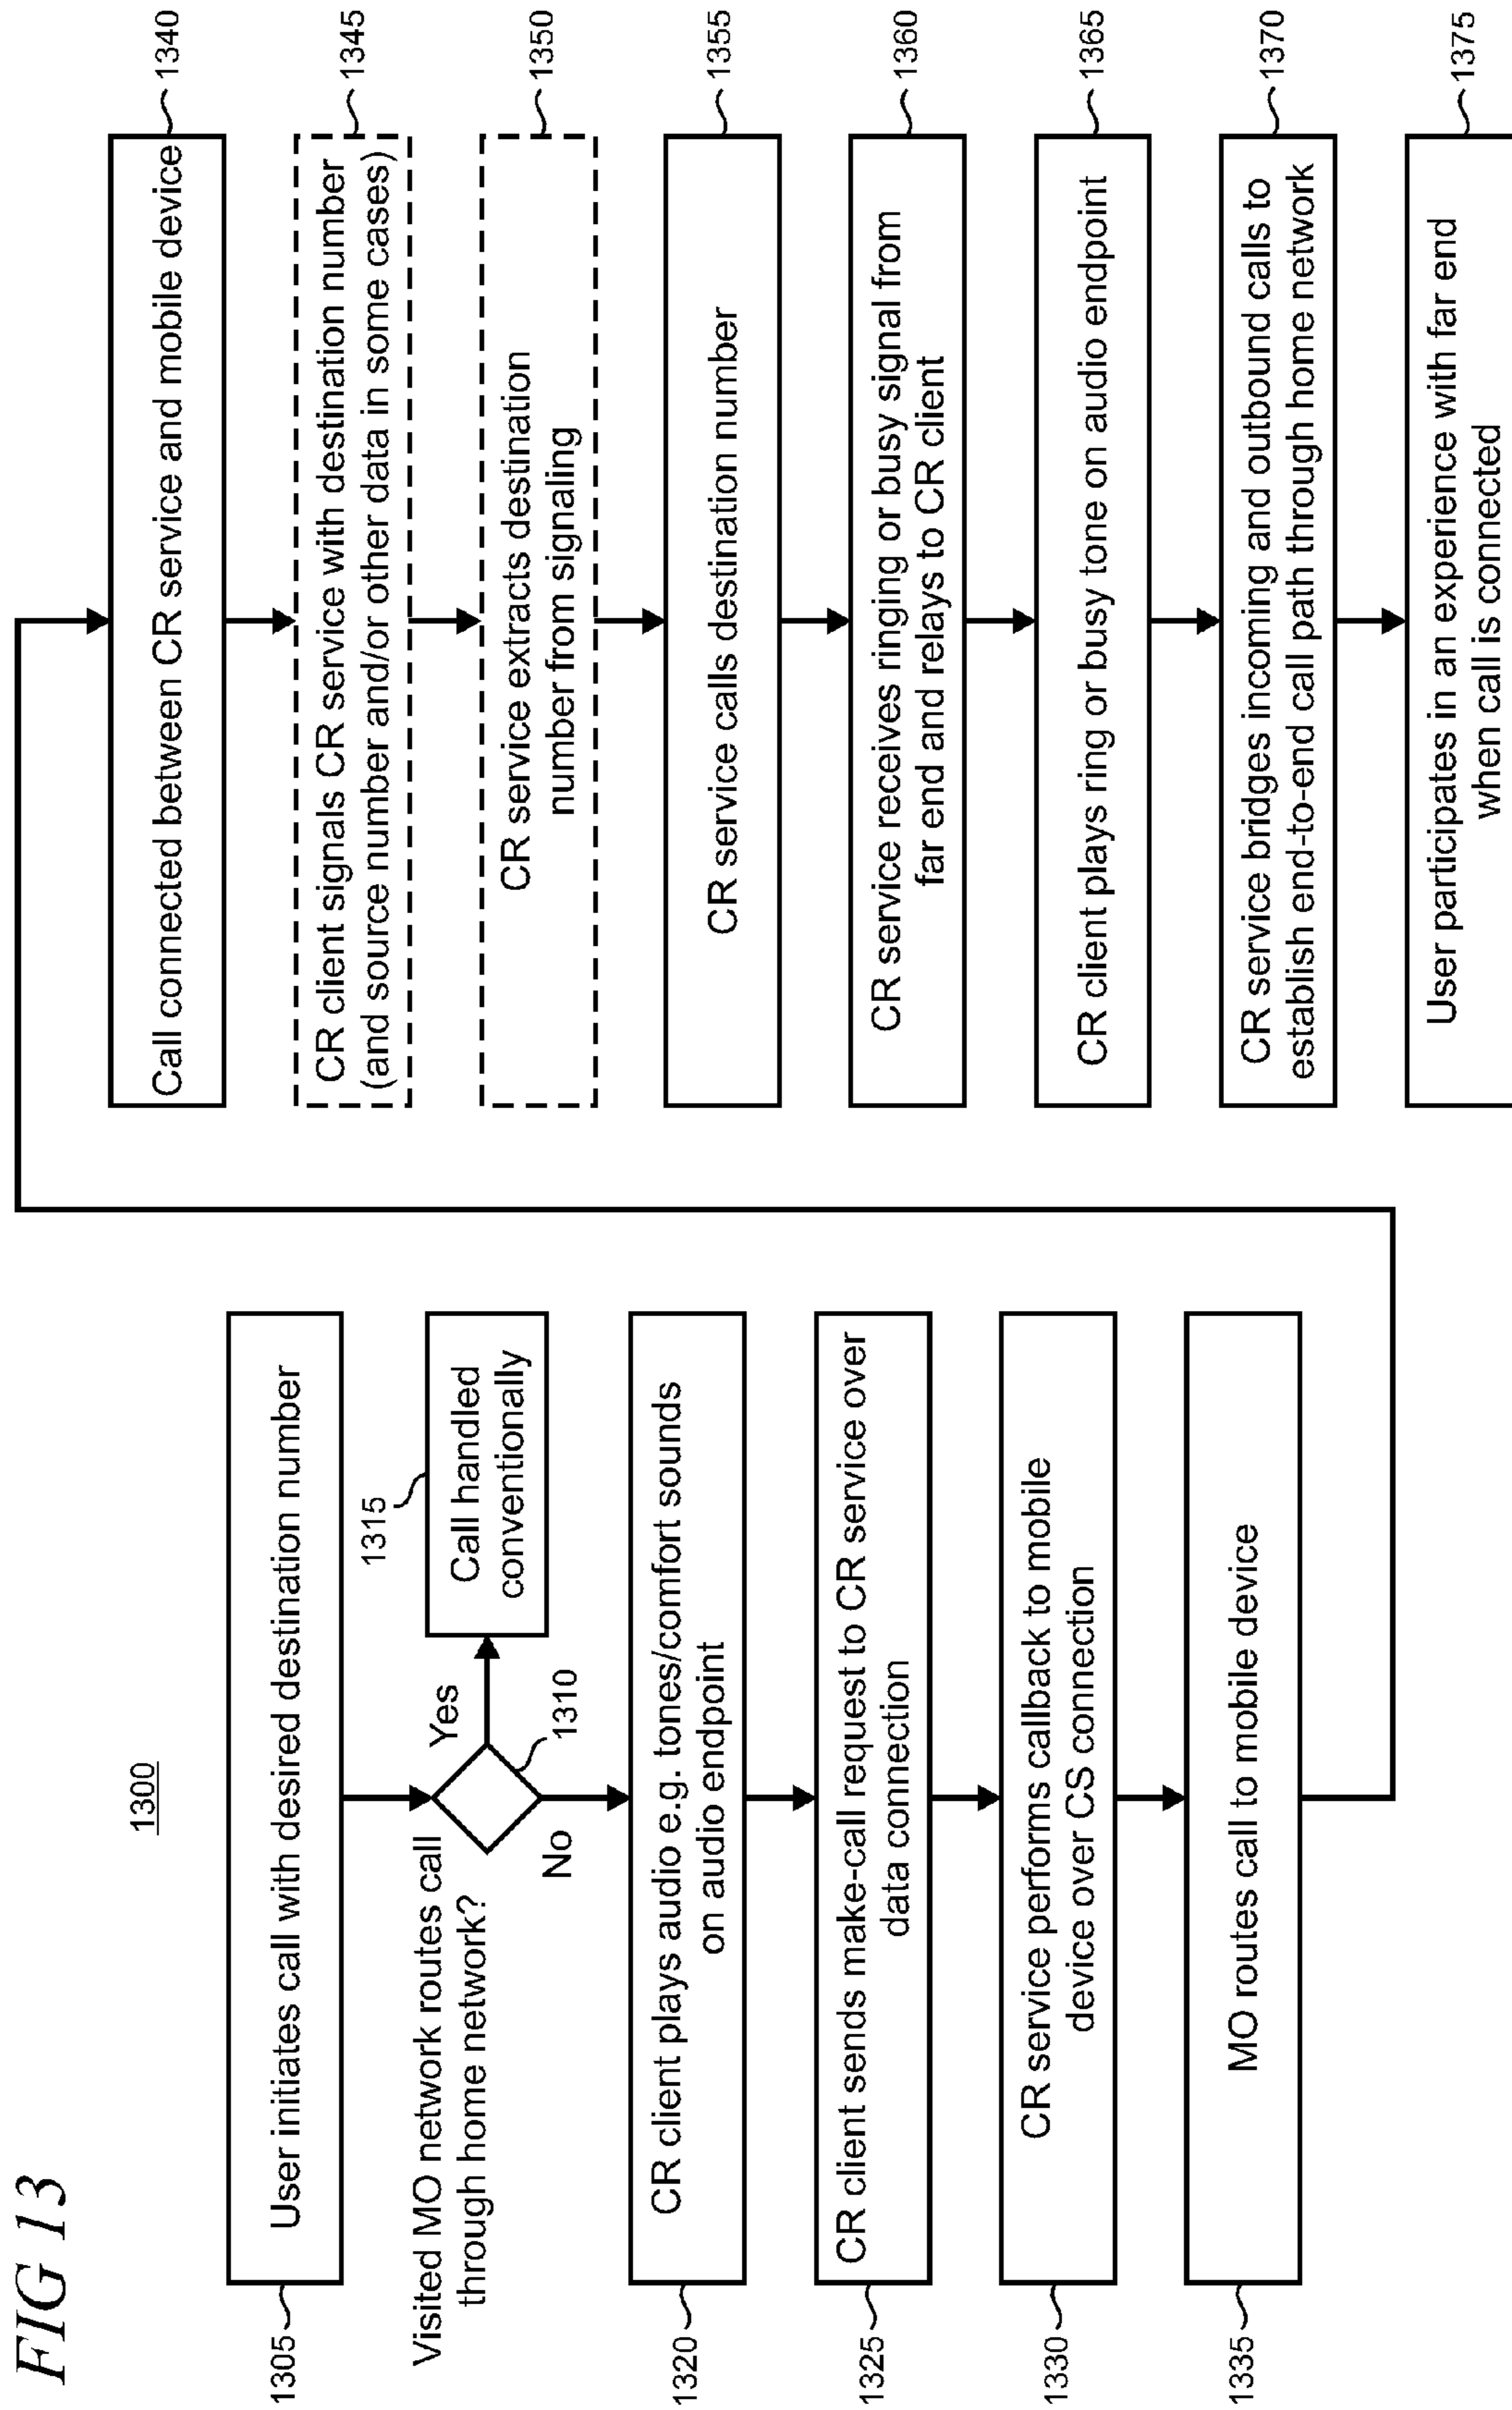 FIG 13
1300
User initiates call with desired destination number
1305
Visited MO network routes call
through home network?
Yes
1310
No
1315
Call handled
conventionally
CR client plays audio e.g. tones/comfort sounds
on audio endpoint
1320
CR client sends make-call request to CR service over
data connection
1325
CR service performs callback to mobile
device over CS connection
1330
MO routes call to mobile device
1335
Call connected between CR service and mobile device
1340
CR client signals CR service with destination number
(and source number and/or other data in some cases)
1345
CR service extracts destination
number from signaling
1350
CR service calls destination number
1355
CR service receives ringing or busy signal from
far end and relays to CR client
1360
CR client plays ring or busy tone on audio endpoint
1365
CR service bridges incoming and outbound calls to
establish end-to-end call path through home network
1370
User participates in an experience with far end
when call is connected
1375